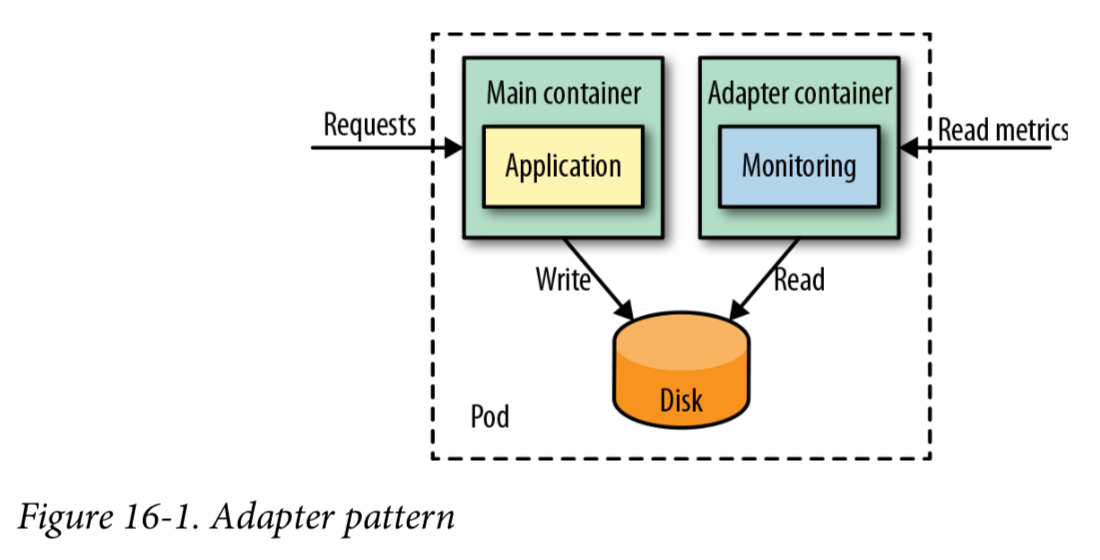 Main container
Adapter container
Requests
Read metrics
Application
Monitoring
Write
Read
Disk
Pod
Figure 16-1. Adapter pattern